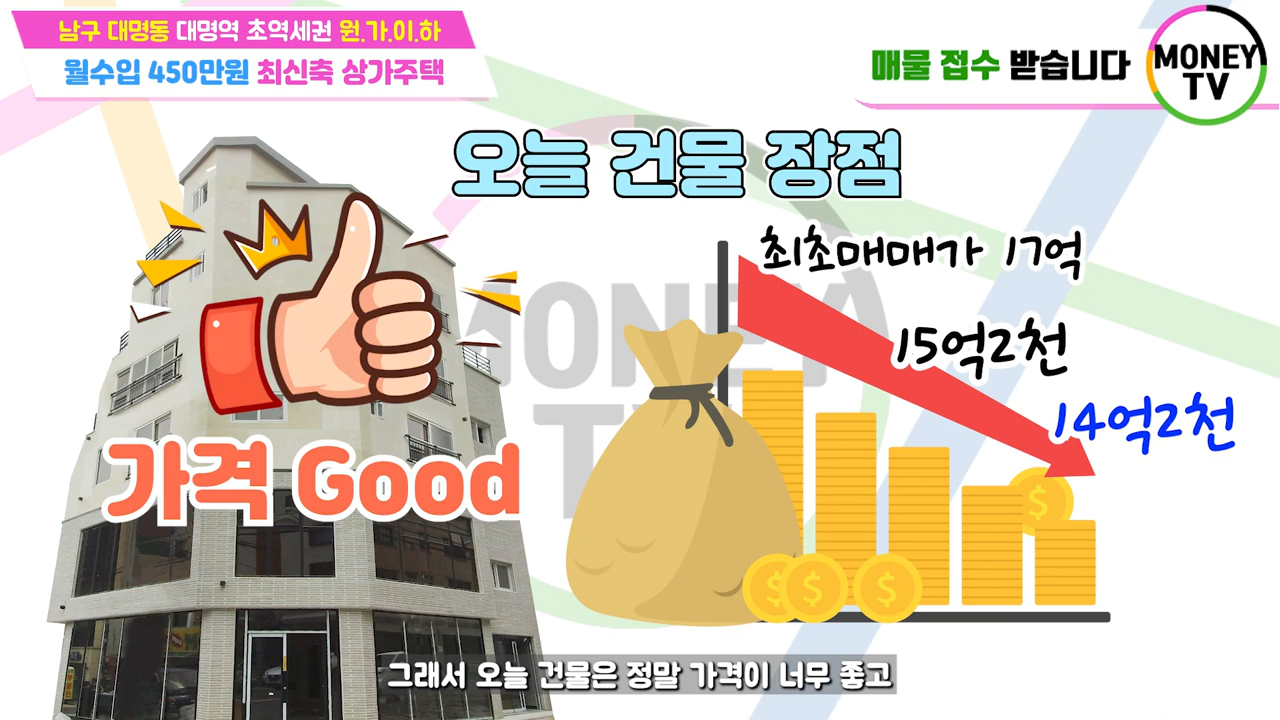 남구 대명동 대명역 초역세권 원.가.이.하
월수입 450만원 최신축 상가주택
매물 접수 받습니다
MONEY
TV
오늘 건물 장점
최초매매가 17억
15억2천
14억2천
MONEY
TV
가격 Good
그래서 오늘 건물은 정말 가격이 너무 좋고